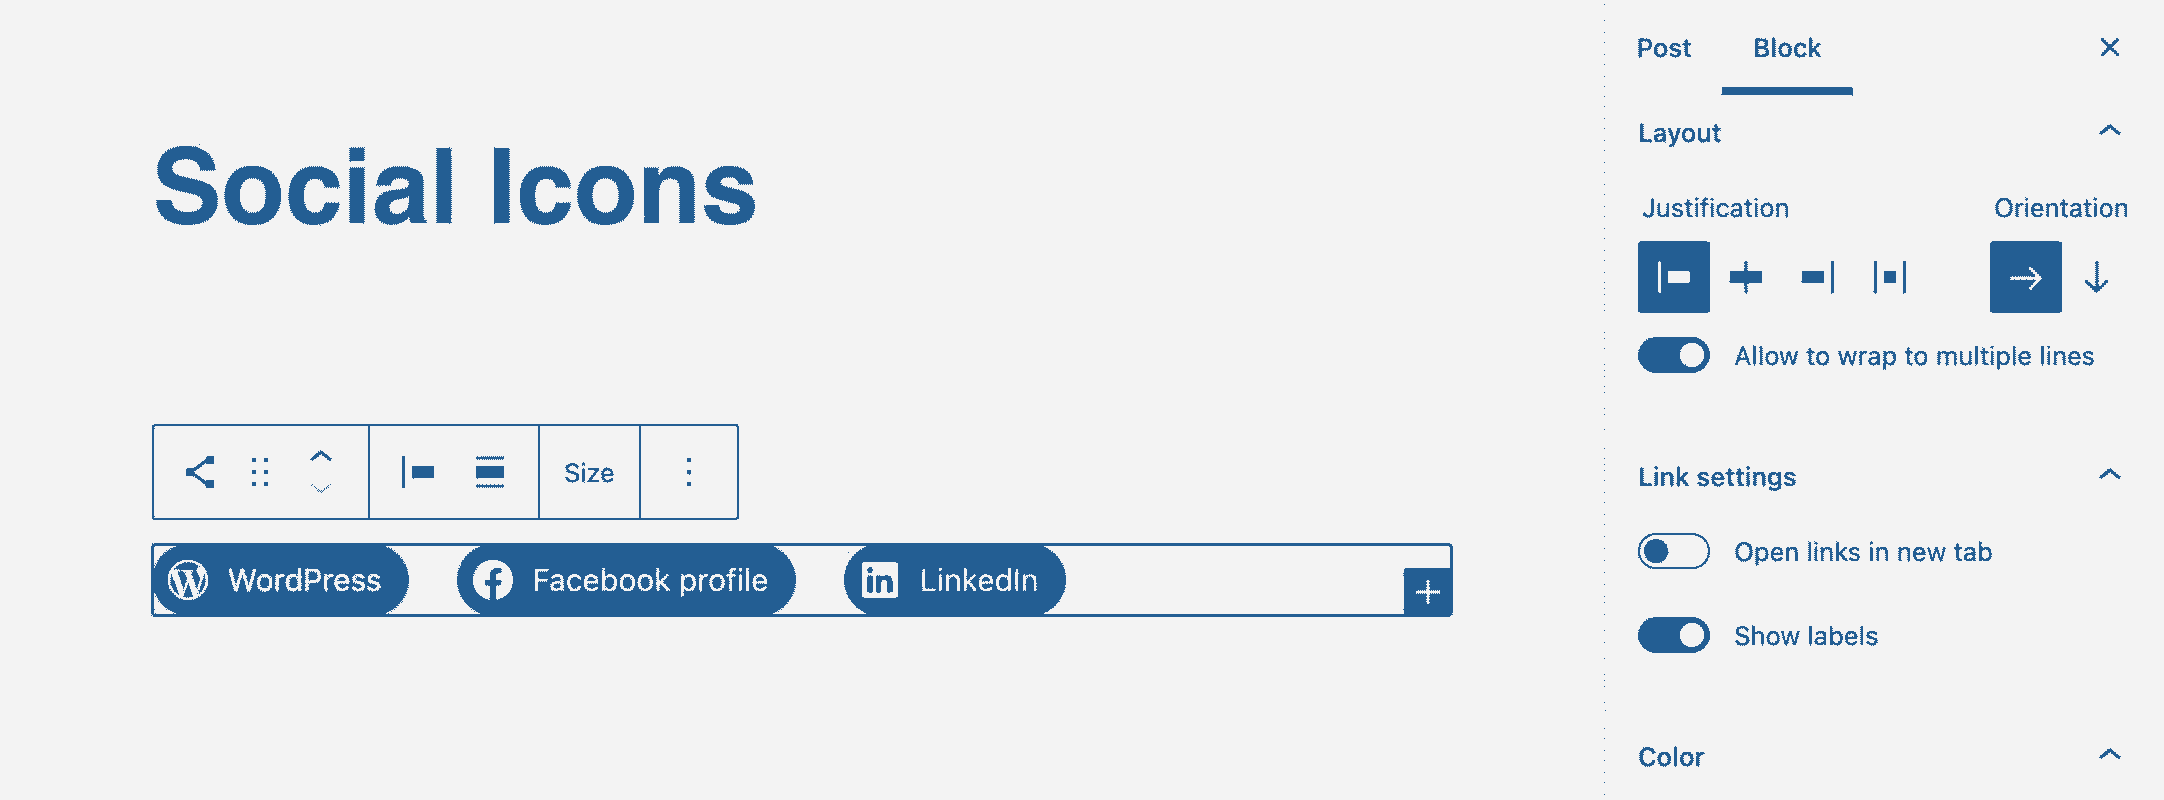 Social Icons
Size
WordPress
Facebook profile
LinkedIn
Post
Block
Layout
Justification
Orientation
Allow to wrap to multiple lines
Link settings
Open links in new tab
Show labels
Color